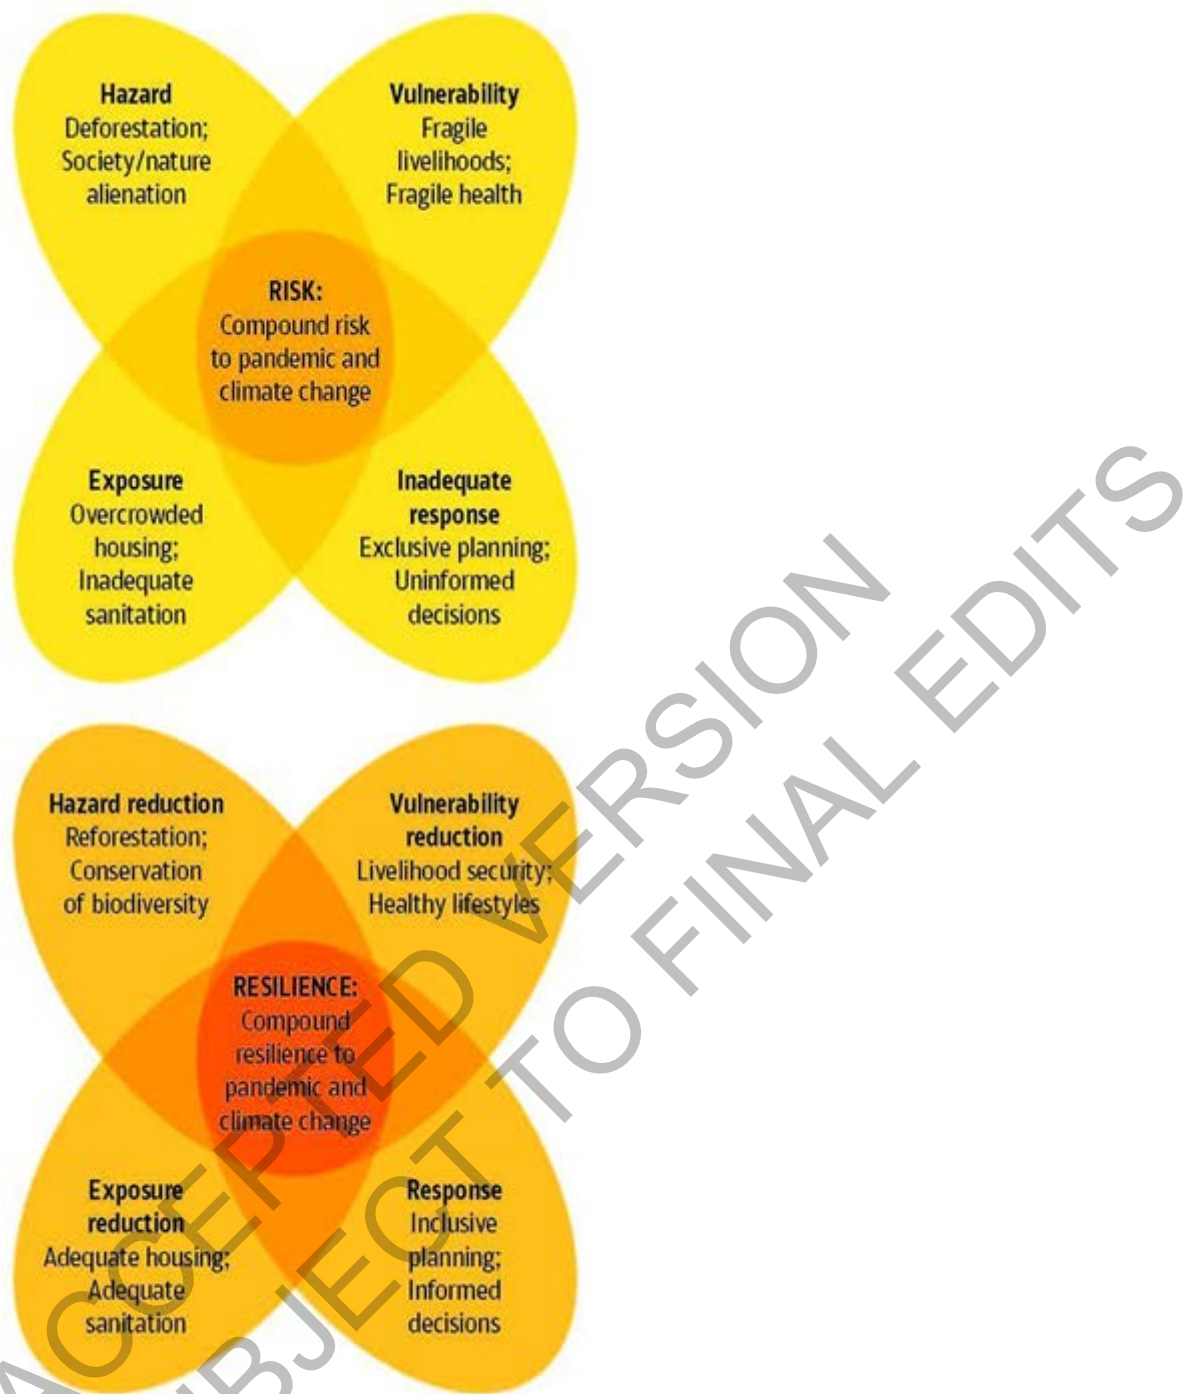 Hazard
Deforestation;
Society/nature
alienation
Vulnerability
Fragile
livelihoods;
Fragile health
RISK:
Compound risk
to pandemic and
climate change
Exposure
Overcrowded
housing;
Inadequate
sanitation
Inadequate
response
Exclusive planning;
Uninformed
decisions
Hazard reduction
Reforestation;
Conservation
of biodiversity
Vulnerability
reduction
Livelihood security;
Healthy lifestyles
RESILIENCE:
Compound
resilience to
pandemic and
climate change
Exposure
reduction
Adequate housing;
Adequate
sanitation
Response
Inclusive
planning;
Informed
decisions
ACCEPTED VERSION
SUBJECT TO FINAL EDITS